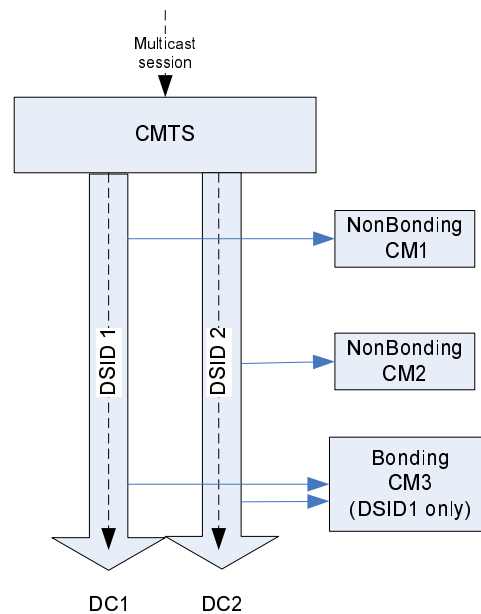 Multicast
session
CMTS
NonBonding
CM1
DSID 1
DSID 2
NonBonding
CM2
Bonding
CM3
(DSID1 only)
DC1
DC2